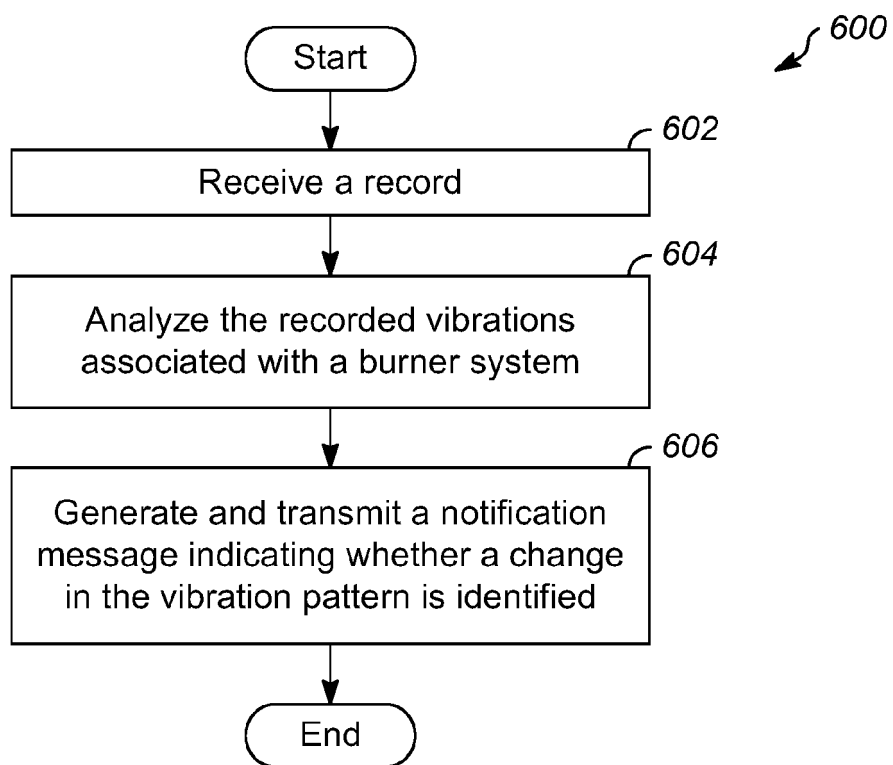 600
Start
602
Receive a record
604
Analyze the recorded vibrations
associated with a burner system
606
Generate and transmit a notification
message indicating whether a change
in the vibration pattern is identified
End